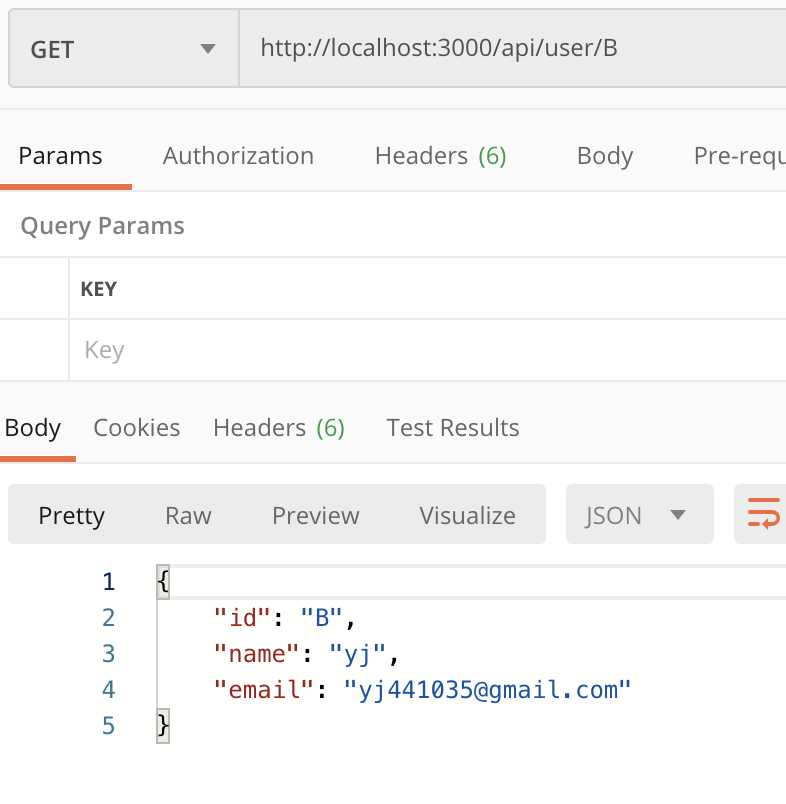 GET http://localhost:3000/api/user/B
Params Authorization Headers (6) Body Pre-requ
Query Params
KEY
Key
Body Cookies Headers (6) Test Results
Pretty Raw Preview Visualize JSON
1 {
2 "id": "B",
3 "name": "yj",
4 "email": "yj441035@gmail.com"
5 }